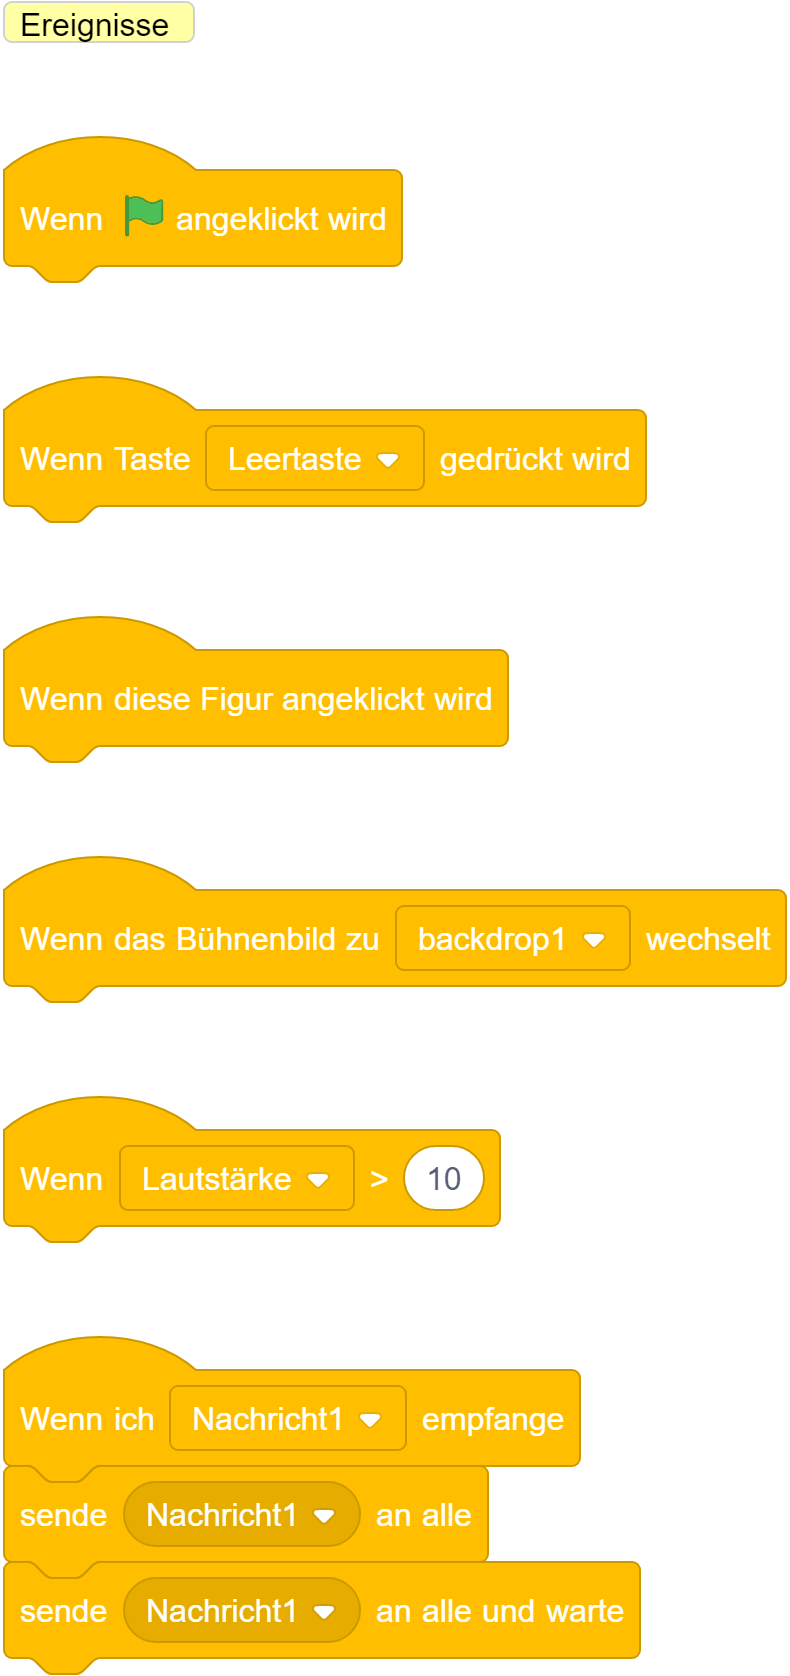 Ereignisse
Wenn angeklickt wird
Wenn Taste Leertaste gedrückt wird
Wenn diese Figur angeklickt wird
Wenn das Bühnenbild zu backdrop1 wechselt
Wenn Lautstärke > 10
Wenn ich Nachricht1 empfange
sende Nachricht1 an alle
sende Nachricht1 an alle und warte